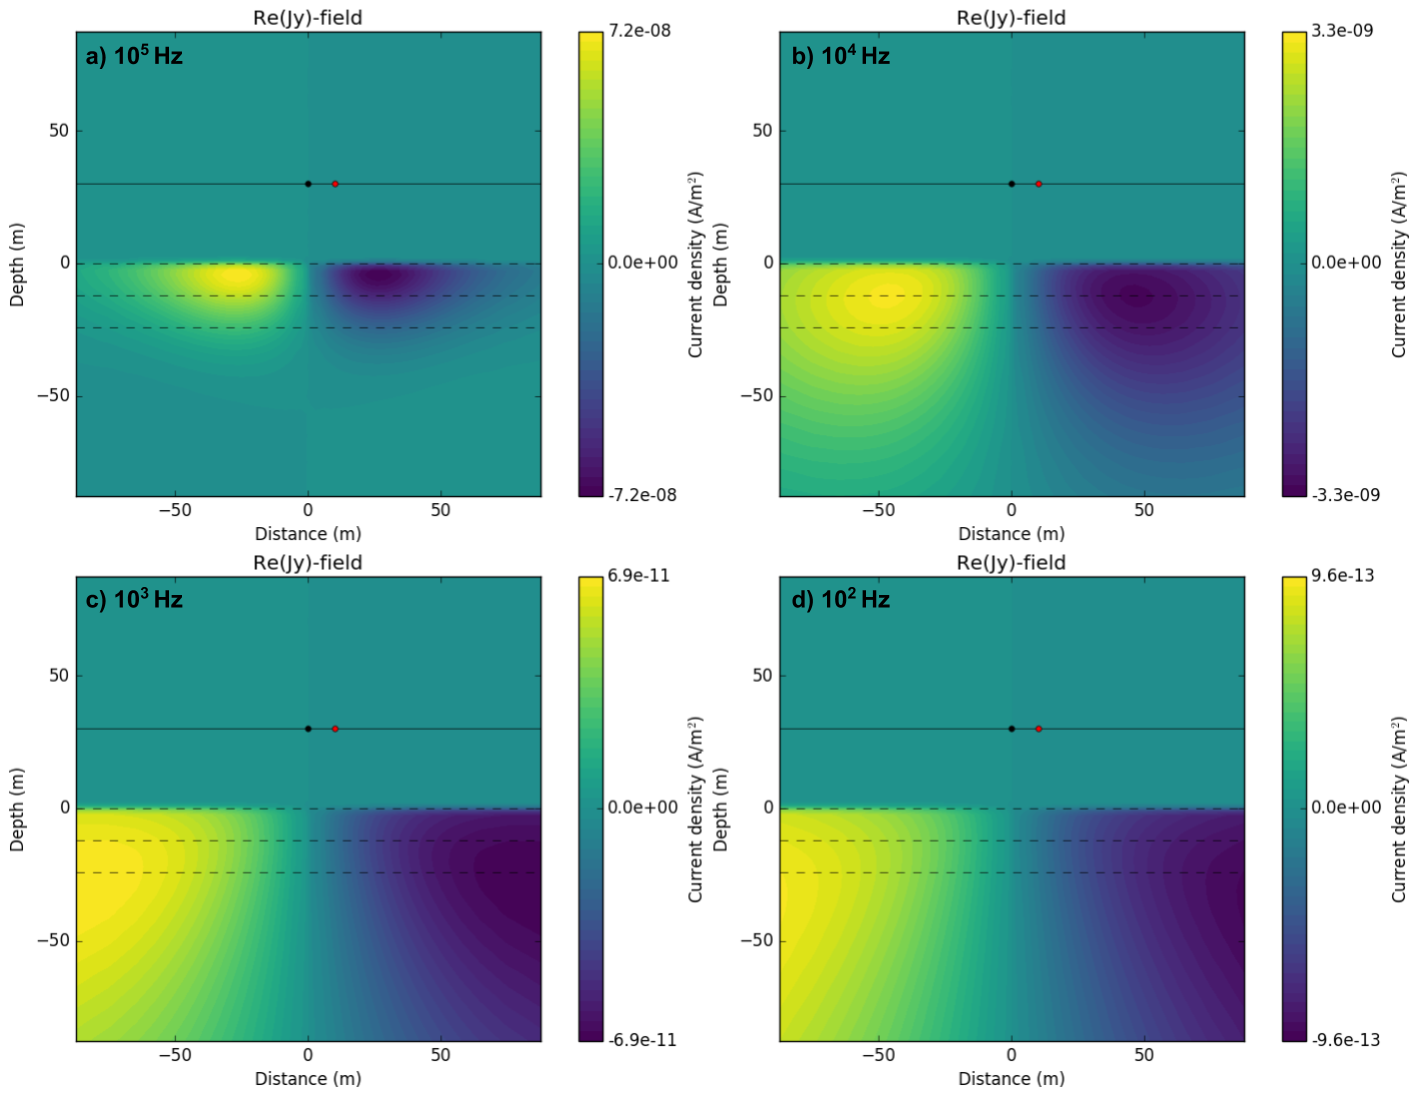 Re(Jy)-field
a) 10⁵ Hz
7.2e-08
0.0e+00
-7.2e-08
Current density (A/m²)
Depth (m)
50
0
−50
−50
0
50
Distance (m)
Re(Jy)-field
b) 10⁴ Hz
3.3e-09
0.0e+00
-3.3e-09
Current density (A/m²)
Depth (m)
50
0
−50
−50
0
50
Distance (m)
Re(Jy)-field
c) 10³ Hz
6.9e-11
0.0e+00
-6.9e-11
Current density (A/m²)
Depth (m)
50
0
−50
−50
0
50
Distance (m)
Re(Jy)-field
d) 10² Hz
9.6e-13
0.0e+00
-9.6e-13
Current density (A/m²)
Depth (m)
50
0
−50
−50
0
50
Distance (m)